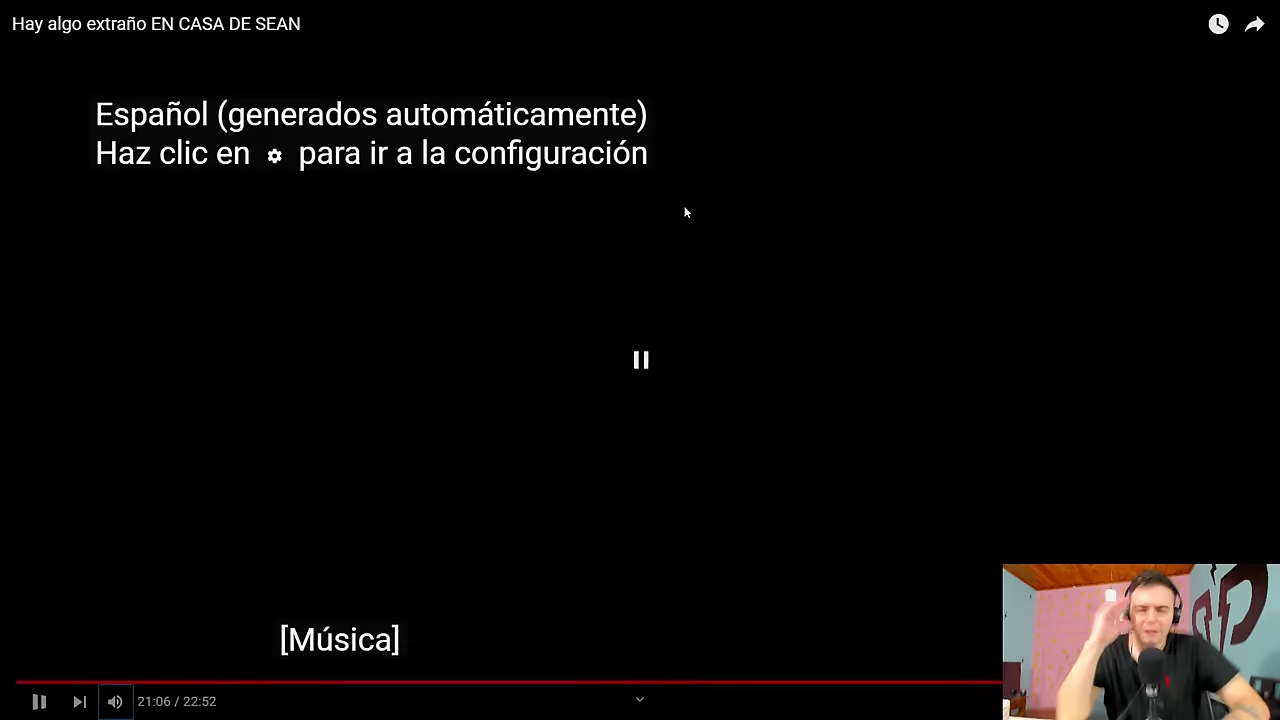 Hay algo extraño EN CASA DE SEAN
Español (generados automáticamente)
Haz clic en para ir a la configuración
[Música]
21:06 / 22:52